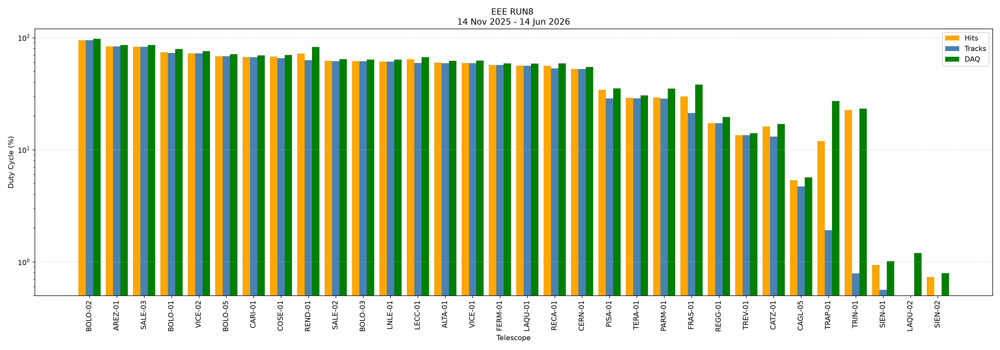 EEE RUN8
14 Nov 2025 - 14 Jun 2026
Duty Cycle (%)
10²
10¹
10⁰
Hits
Tracks
DAQ
BOLO-02
AREZ-01
SALE-03
BOLO-01
VICE-02
BOLO-05
CARI-01
COSE-01
REND-01
SALE-02
BOLO-03
LNLE-01
LECC-01
ALTA-01
VICE-01
FERM-01
LAQU-01
RECA-01
CERN-01
PISA-01
TERA-01
PARM-01
FRAS-01
REGG-01
TREV-01
CATZ-01
CAGL-05
TRAP-01
TRIN-01
SIEN-01
LAQU-02
SIEN-02
Telescope